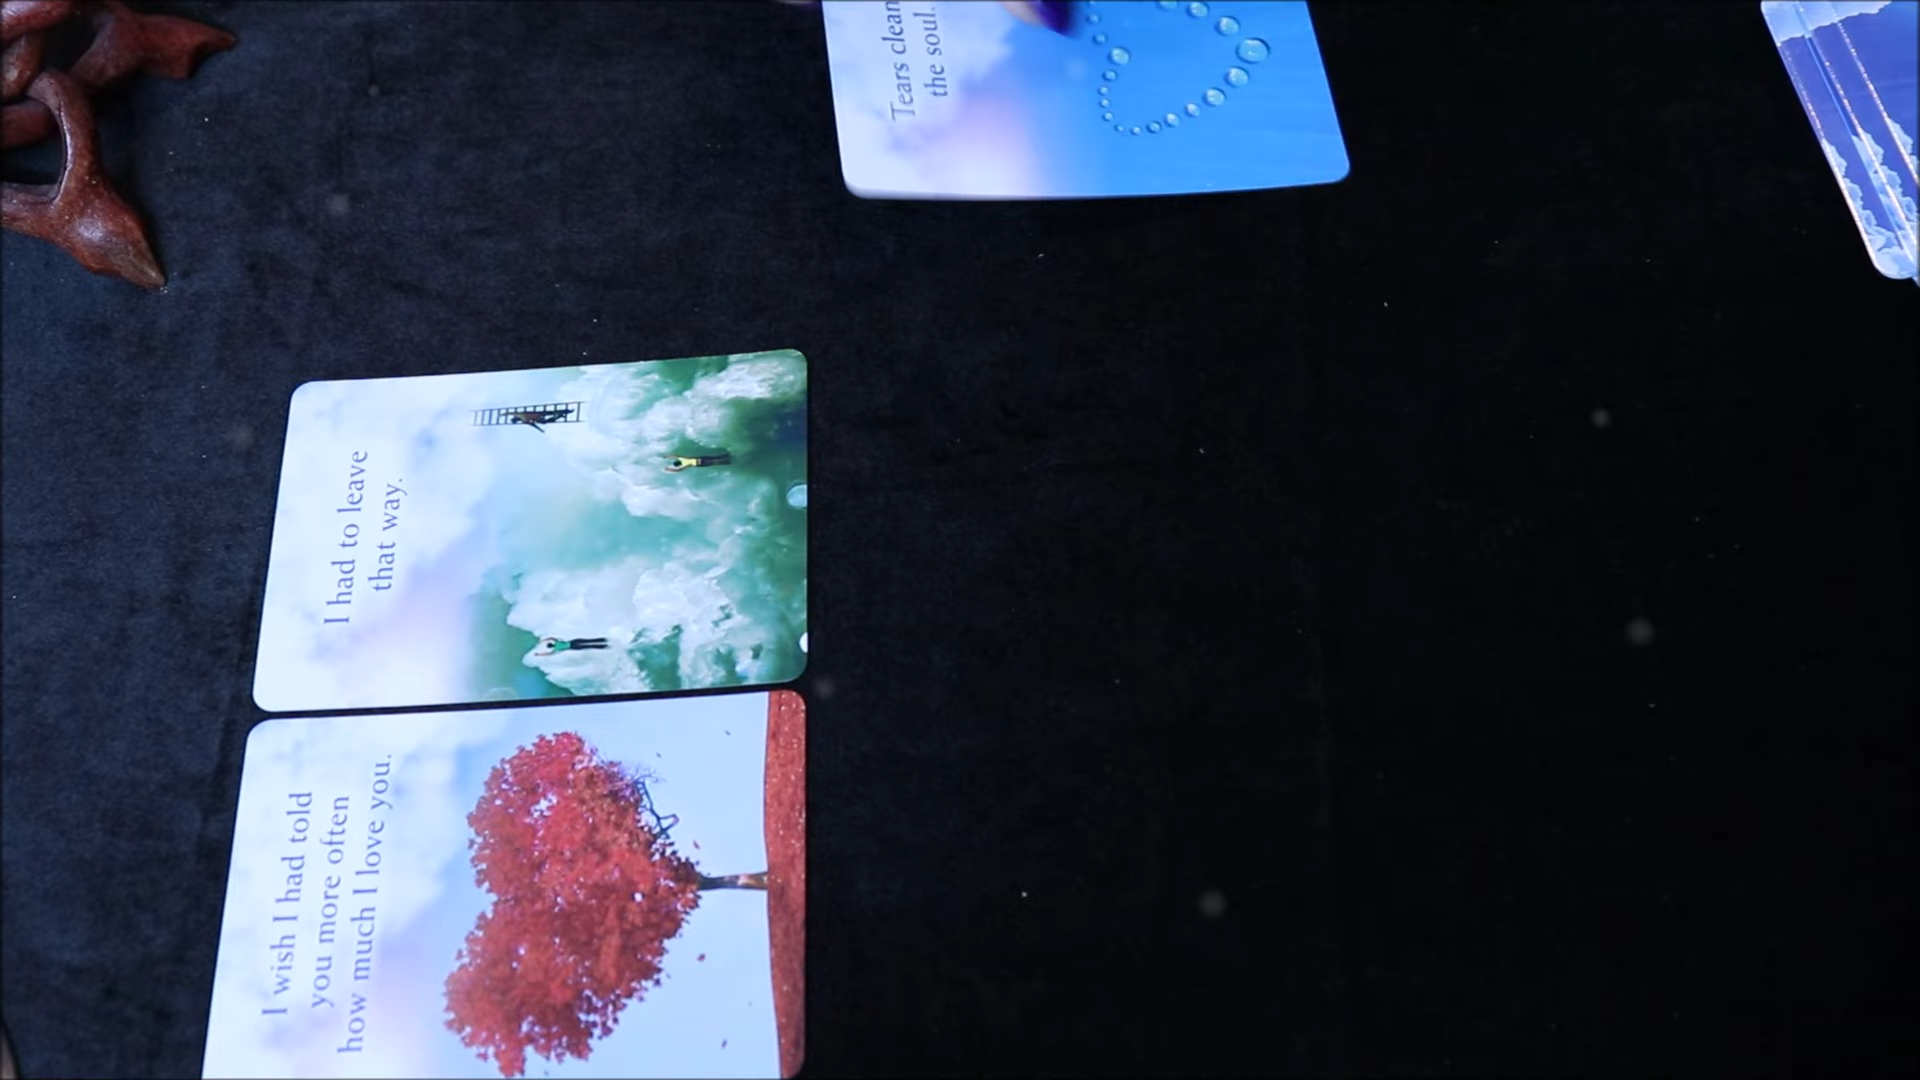 Tears clean
the soul.
I had to leave
that way.
I wish I had told
you more often
how much I love you.